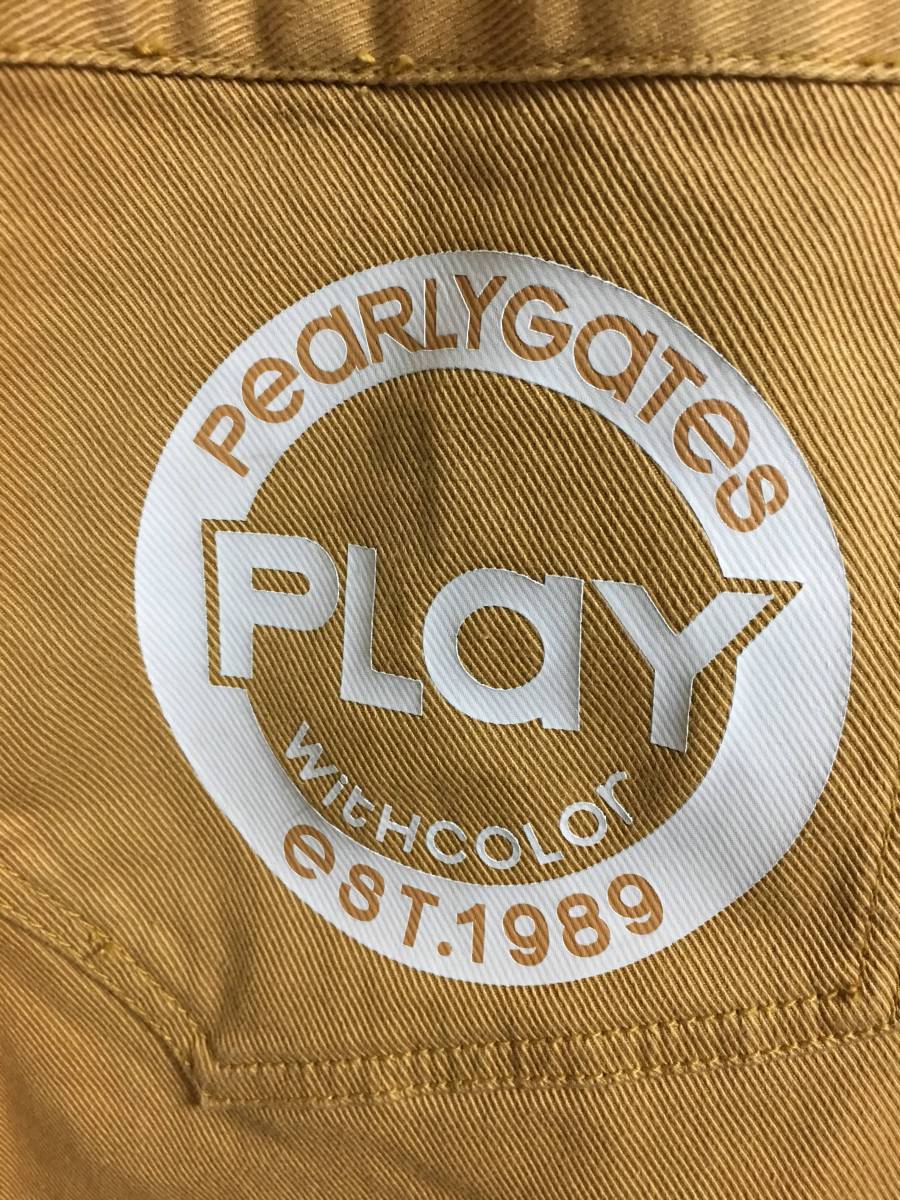 PeaRLYGaTes
PLaY
WitHCOLOr
eST.1989